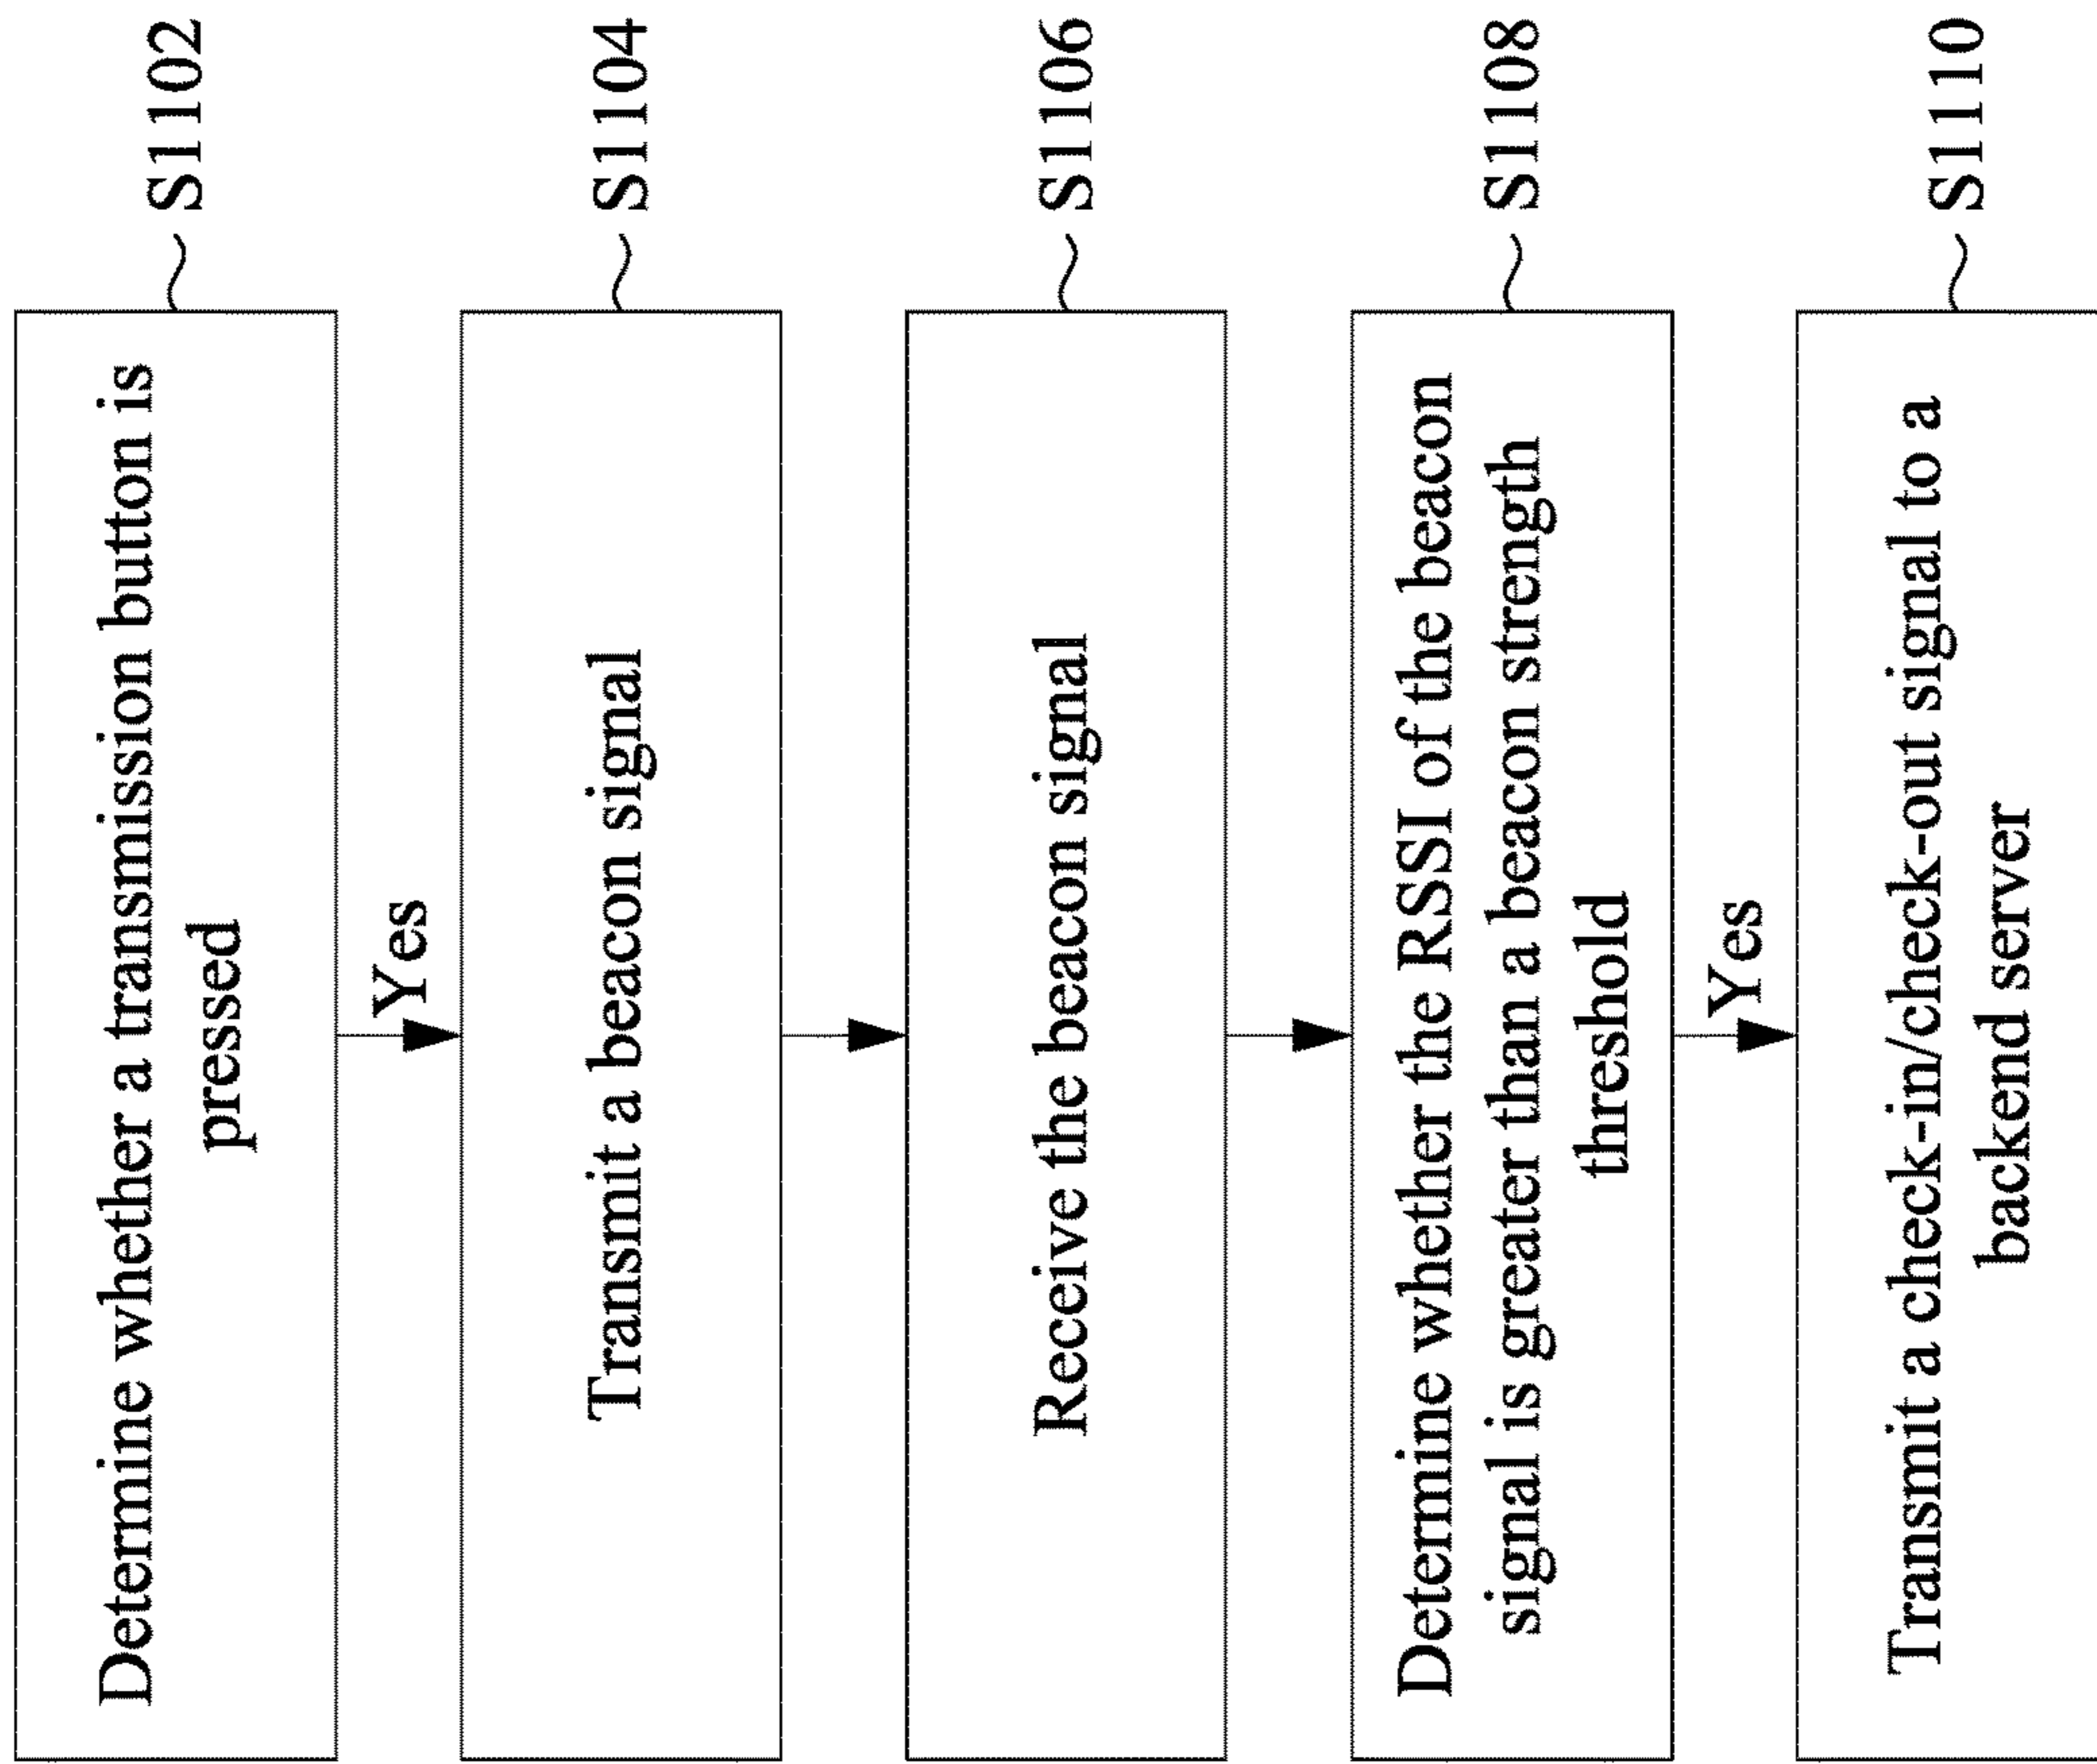 Determine whether a transmission button is
pressed
S1102
Yes
Transmit a beacon signal
S1104
Receive the beacon signal
S1106
Determine whether the RSSI of the beacon
signal is greater than a beacon strength
threshold
S1108
Yes
Transmit a check-in/check-out signal to a
backend server
S1110